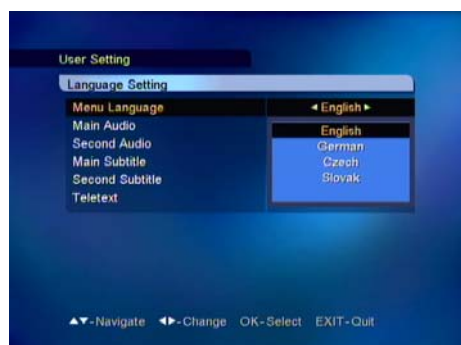 User Setting
Language Setting
Menu Language ◄ English ►
Main Audio English
Second Audio German
Main Subtitle Czech
Second Subtitle Slovak
Teletext
▲▼-Navigate ◄►-Change OK-Select EXIT-Quit